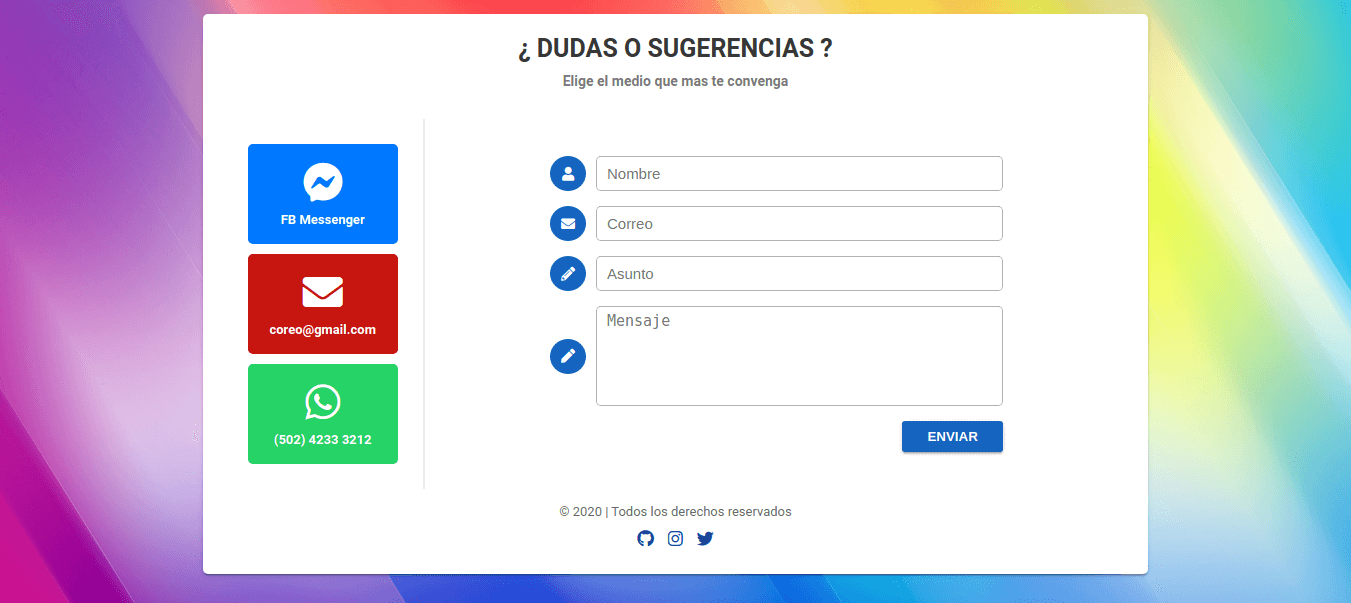 ¿ DUDAS O SUGERENCIAS ?
Elige el medio que mas te convenga
FB Messenger
coreo@gmail.com
(502) 4233 3212
Nombre
Correo
Asunto
Mensaje
ENVIAR
© 2020 | Todos los derechos reservados